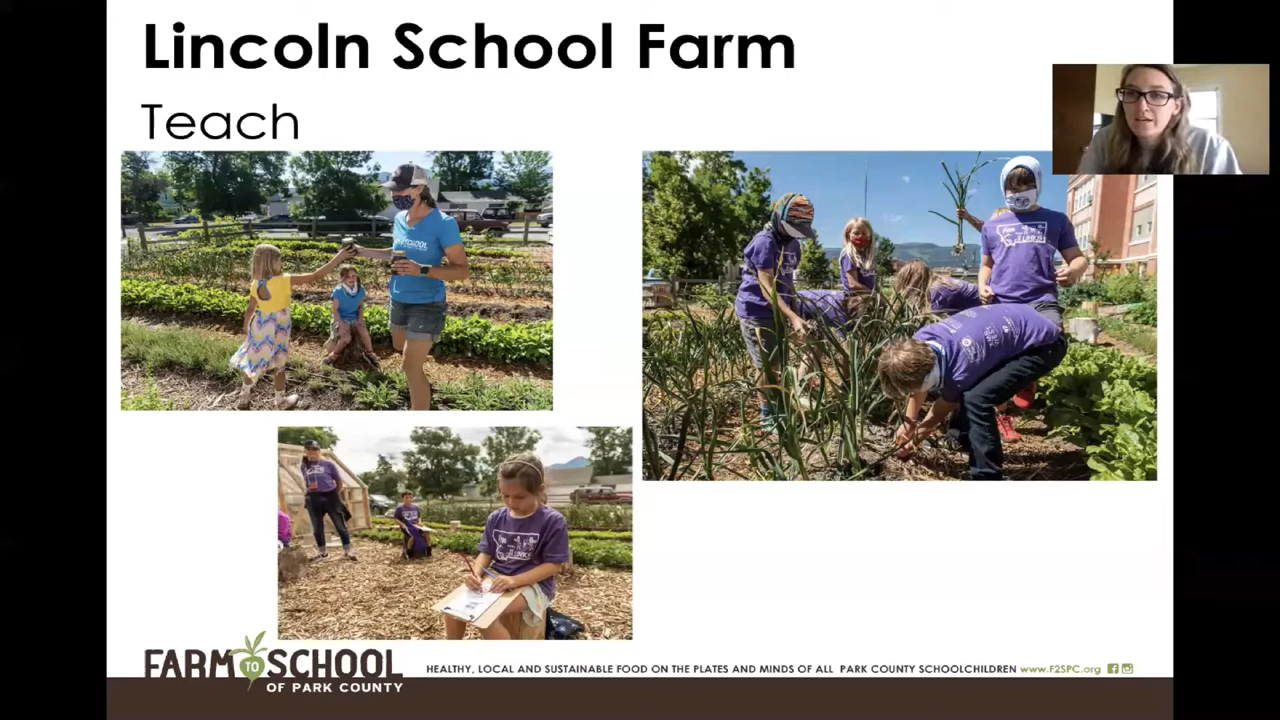 Lincoln School Farm
Teach
FARM TO SCHOOL
OF PARK COUNTY
HEALTHY, LOCAL AND SUSTAINABLE FOOD ON THE PLATES AND MINDS OF ALL PARK COUNTY SCHOOLCHILDREN www.F2SPC.org